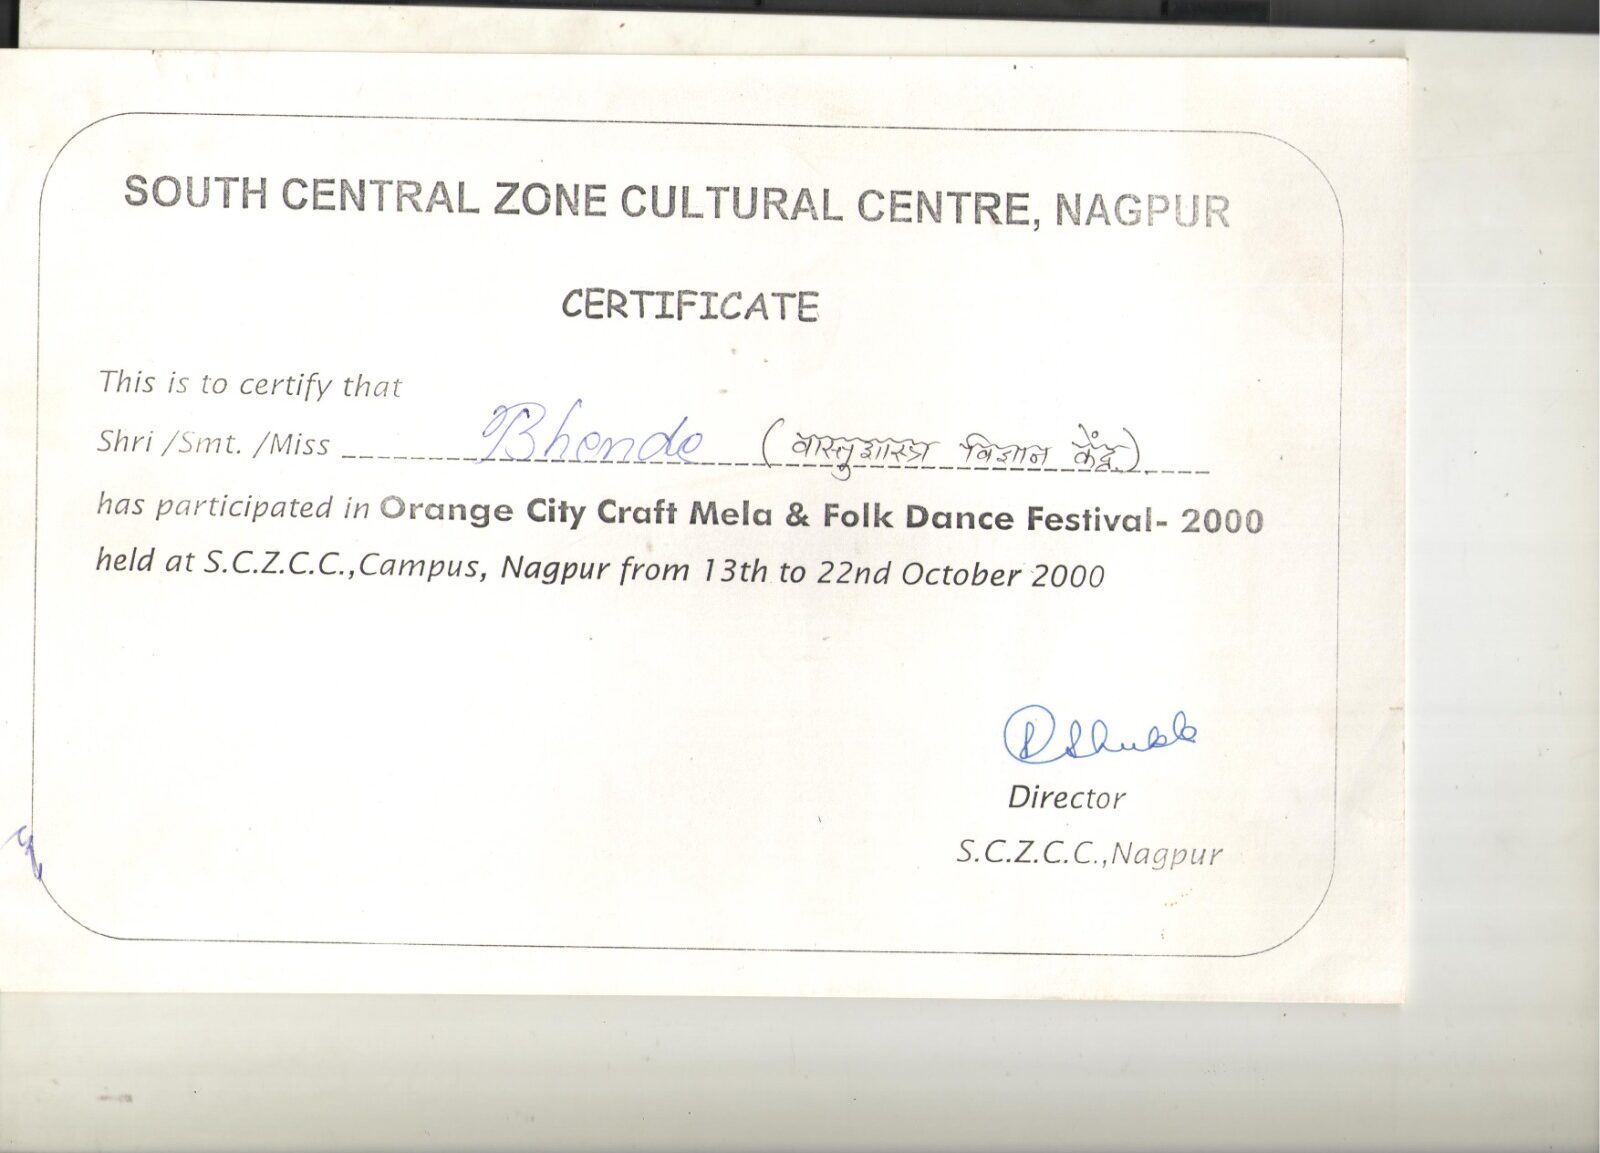 SOUTH CENTRAL ZONE CULTURAL CENTRE, NAGPUR
CERTIFICATE
This is to certify that
Shri /Smt. /Miss Bhende (वास्तुशास्त्र विज्ञान केंद्र)
has participated in Orange City Craft Mela & Folk Dance Festival- 2000
held at S.C.Z.C.C.,Campus, Nagpur from 13th to 22nd October 2000
Director
S.C.Z.C.C.,Nagpur